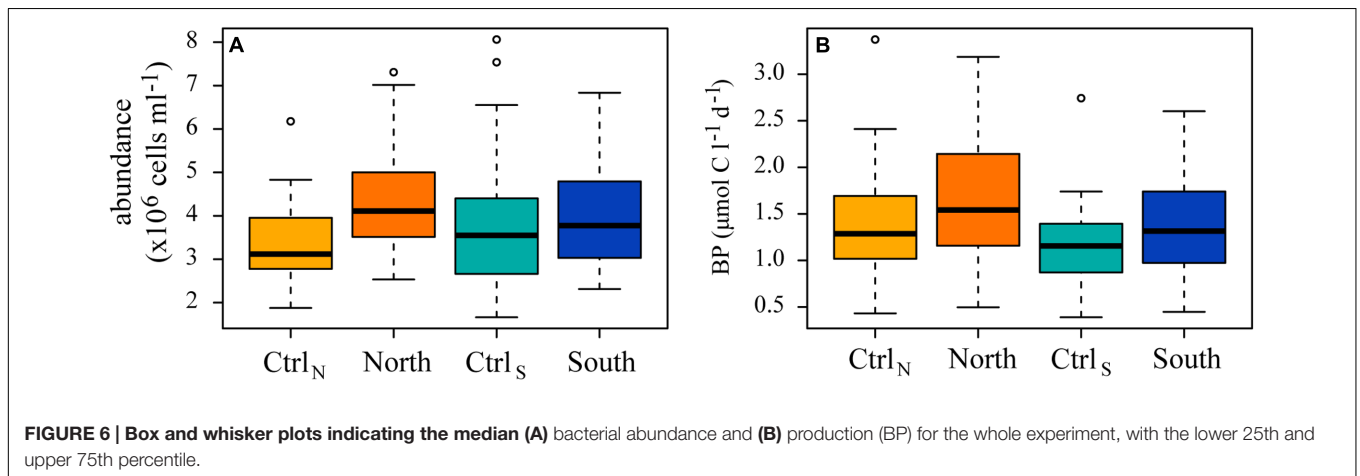 A
abundance
(x10⁶ cells ml⁻¹)
8
7
6
5
4
3
2
Ctrl_N North Ctrl_S South
B
BP (µmol C l⁻¹ d⁻¹)
3.0
2.5
2.0
1.5
1.0
0.5
Ctrl_N North Ctrl_S South
FIGURE 6 | Box and whisker plots indicating the median (A) bacterial abundance and (B) production (BP) for the whole experiment, with the lower 25th and
upper 75th percentile.